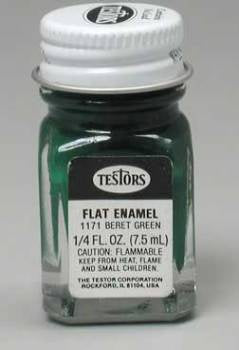 TESTORS
TESTORS
FLAT ENAMEL
1171 BERET GREEN
1/4 FL. OZ. (7.5 mL)
CAUTION: FLAMMABLE
KEEP FROM HEAT, FLAME
AND SMALL CHILDREN.
THE TESTOR CORPORATION
ROCKFORD, IL 61104, USA